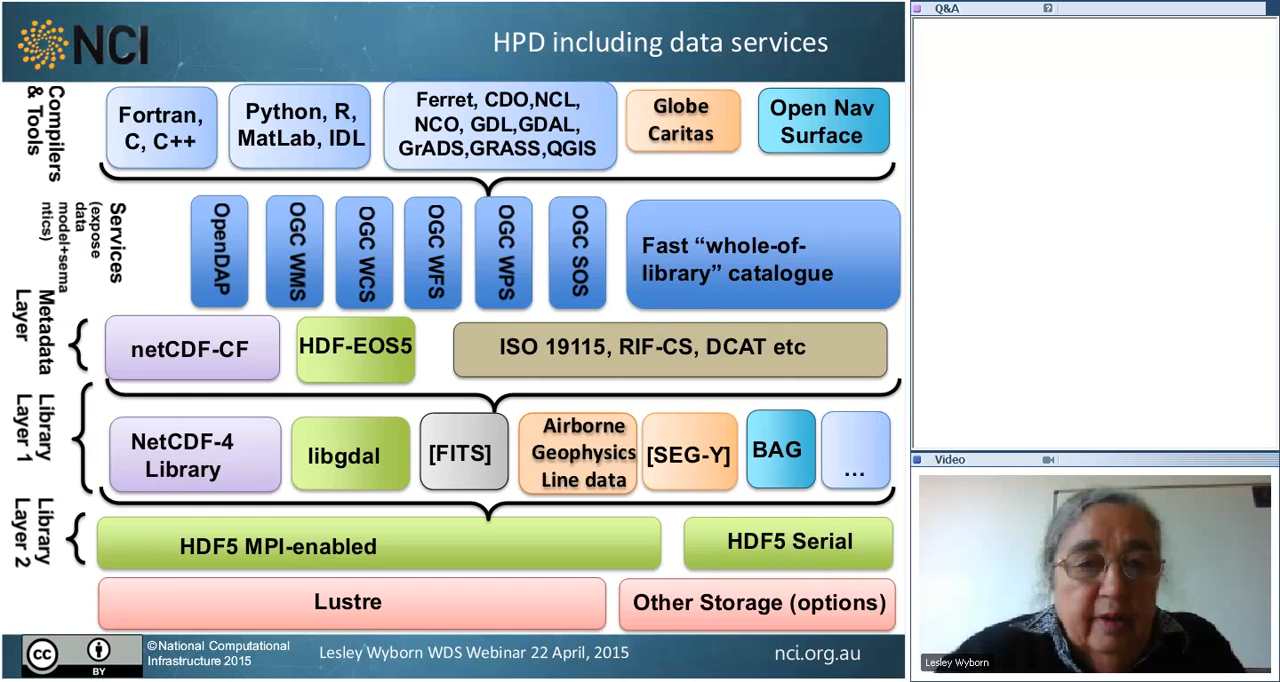 NCI
HPD including data services
Compilers
& Tools
Fortran,
C, C++
Python, R,
MatLab, IDL
Ferret, CDO,NCL,
NCO, GDL,GDAL,
GrADS,GRASS,QGIS
Globe
Caritas
Open Nav
Surface
Services
(expose
data
model+sema
ntics)
OpenDAP
OGC WMS
OGC WCS
OGC WFS
OGC WPS
OGC SOS
Fast “whole-of-
library” catalogue
Metadata
Layer
netCDF-CF
HDF-EOS5
ISO 19115, RIF-CS, DCAT etc
Library
Layer 1
NetCDF-4
Library
libgdal
[FITS]
Airborne
Geophysics
Line data
[SEG-Y]
BAG
...
Library
Layer 2
HDF5 MPI-enabled
HDF5 Serial
Lustre
Other Storage (options)
cc
BY
©National Computational
Infrastructure 2015
Lesley Wyborn WDS Webinar 22 April, 2015
nci.org.au
Q&A
?
Video
Lesley Wyborn